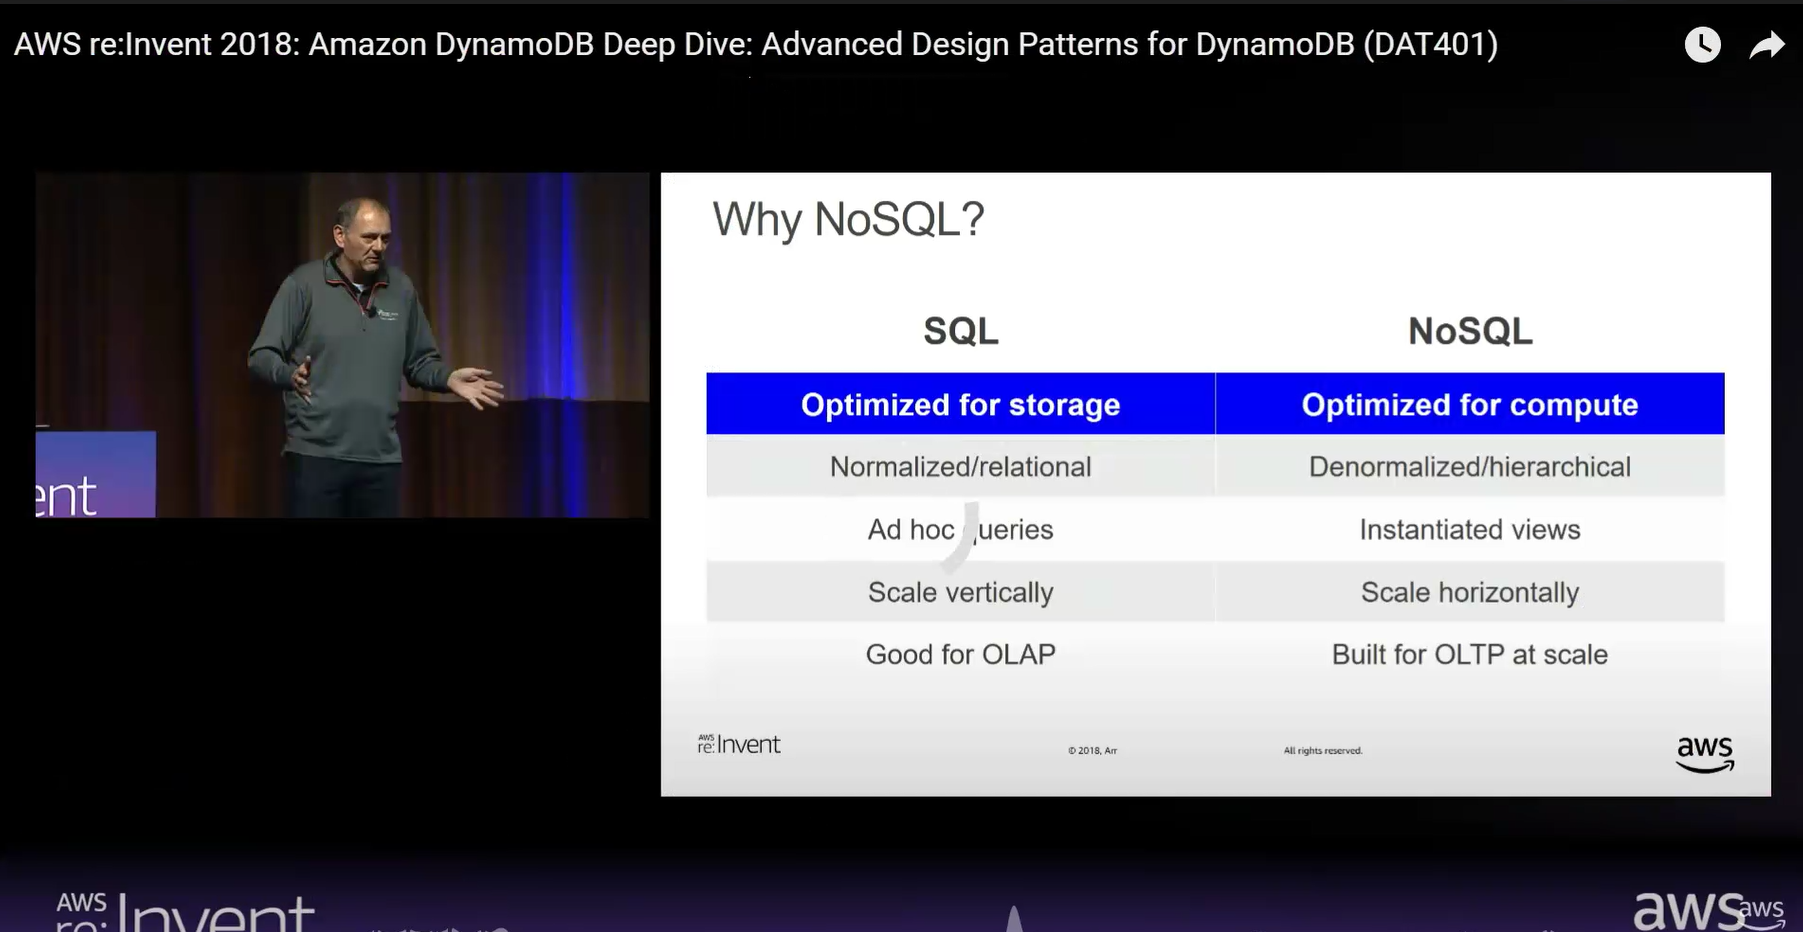 AWS re:Invent 2018: Amazon DynamoDB Deep Dive: Advanced Design Patterns for DynamoDB (DAT401)
ent
Why NoSQL?
SQL NoSQL
Optimized for storage Optimized for compute
Normalized/relational Denormalized/hierarchical
Ad hoc queries Instantiated views
Scale vertically Scale horizontally
Good for OLAP Built for OLTP at scale
AWS
re:Invent
© 2018, Am All rights reserved.
aws
AWS
re:Invent
aws aws